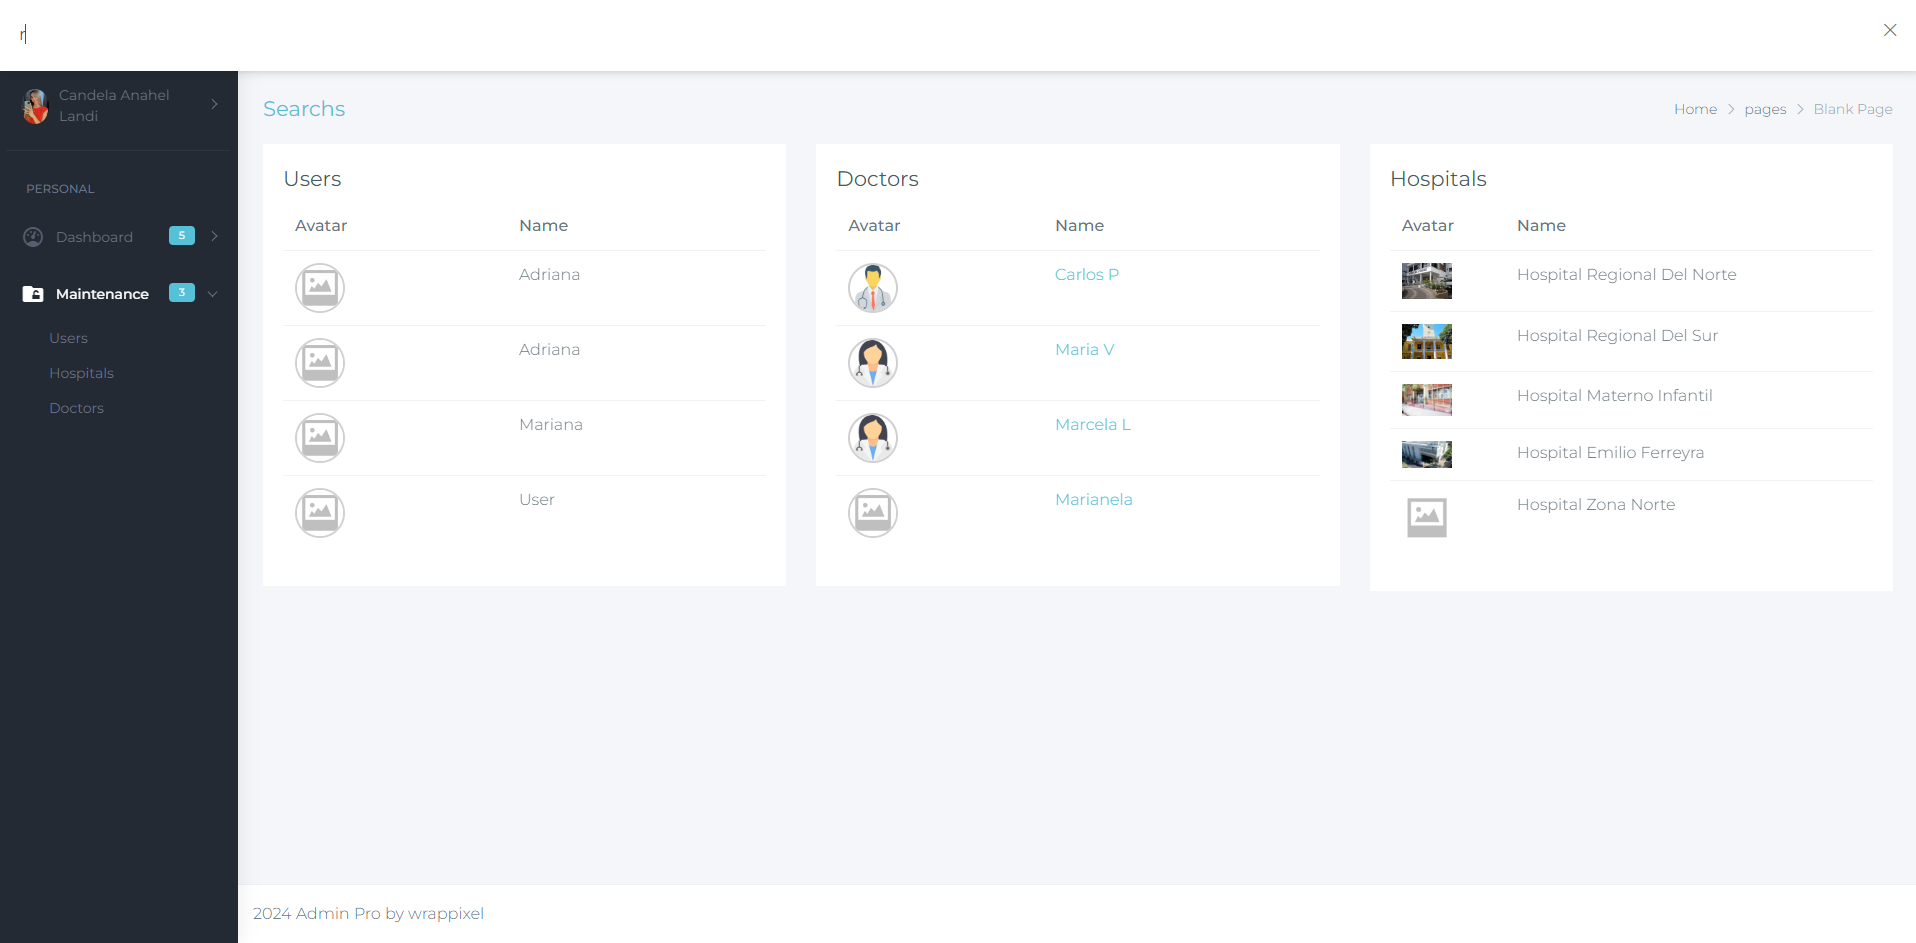 r
Candela Anahel
Landi
PERSONAL
Dashboard 5
Maintenance 3
Users
Hospitals
Doctors
Searchs
Home pages Blank Page
Users
Avatar Name
Adriana
Adriana
Mariana
User
Doctors
Avatar Name
Carlos P
Maria V
Marcela L
Marianela
Hospitals
Avatar Name
Hospital Regional Del Norte
Hospital Regional Del Sur
Hospital Materno Infantil
Hospital Emilio Ferreyra
Hospital Zona Norte
2024 Admin Pro by wrappixel